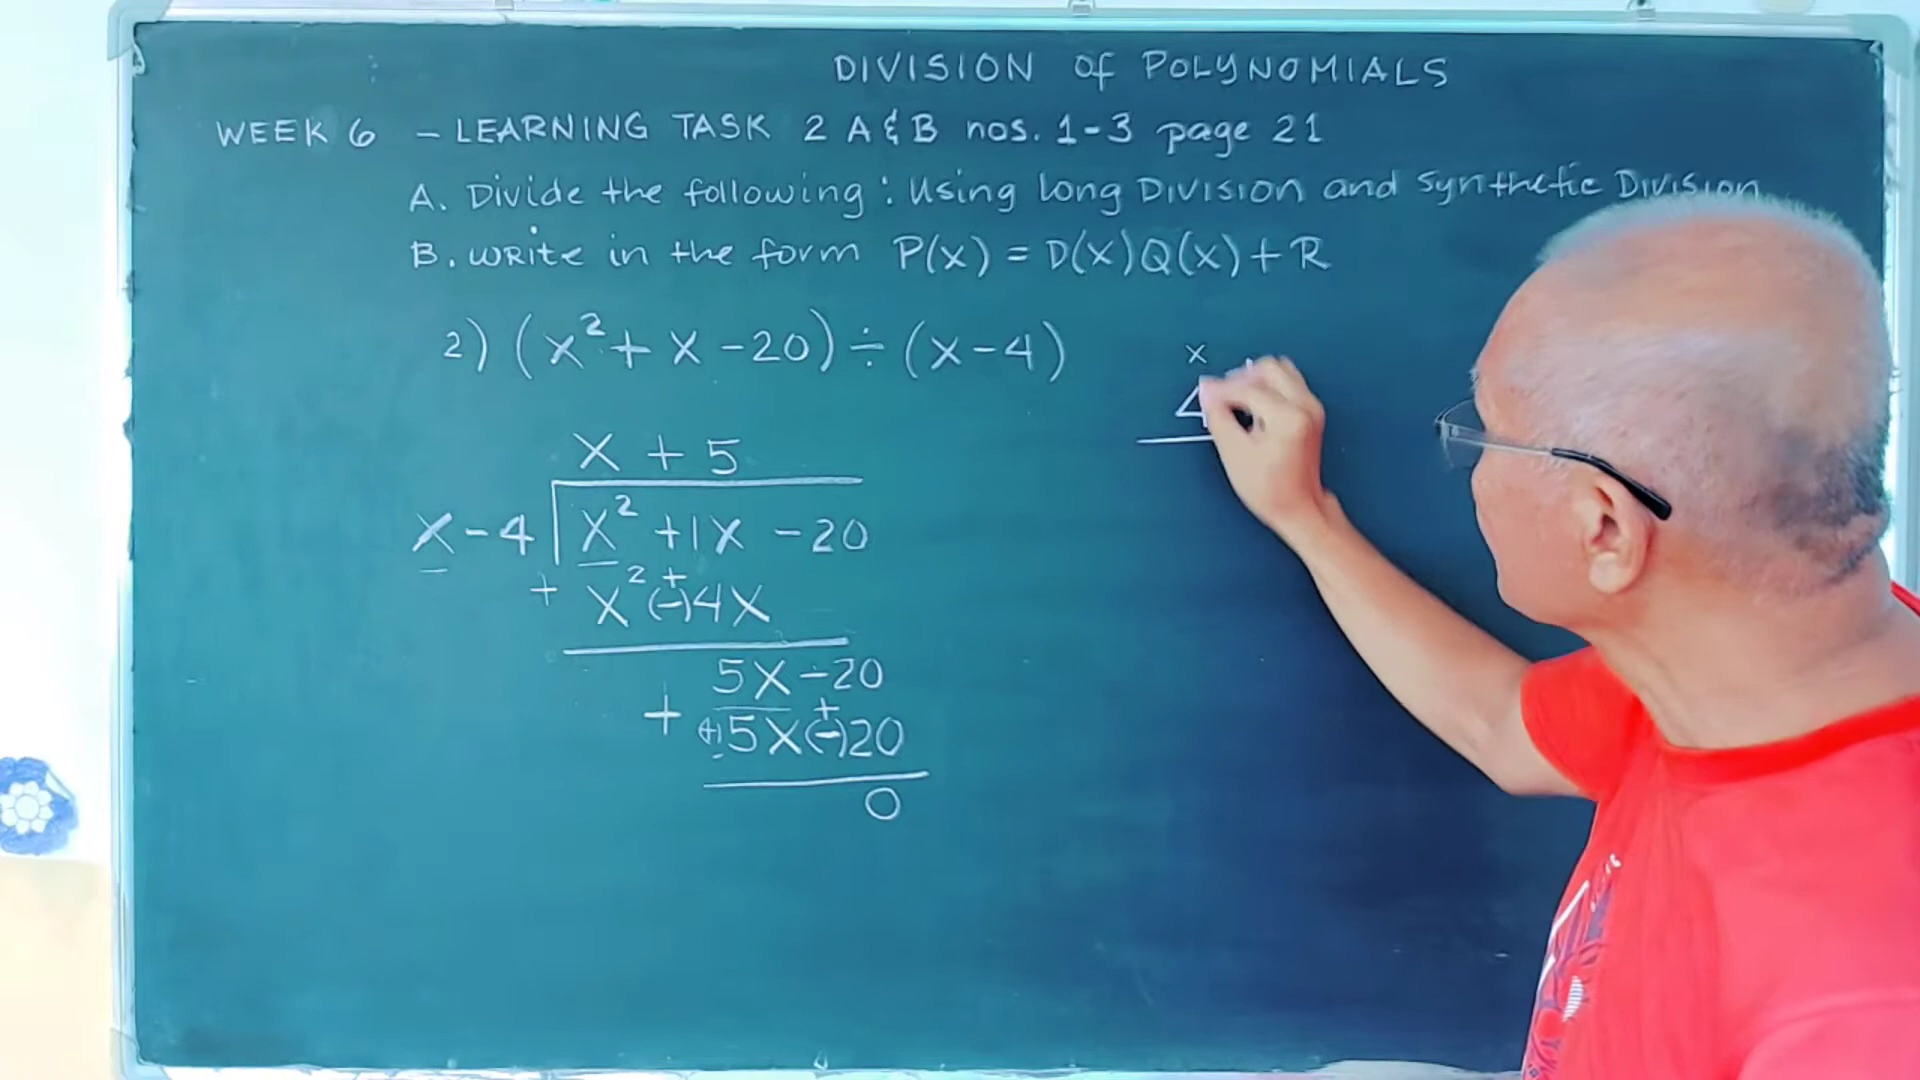 DIVISION of POLYNOMIALS
WEEK 6 - LEARNING TASK 2 A & B nos. 1-3 page 21
A. Divide the following : Using Long DIVISION and Synthetic Division
B. WRite in the form P(x) = D(x)Q(x) + R
2) (x² + x - 20) ÷ (x - 4)
x
4
x + 5
x - 4 x² + 1x - 20
+ x² (-)+ 4x
5x - 20
+ (+)- 5x (-)+ 20
0